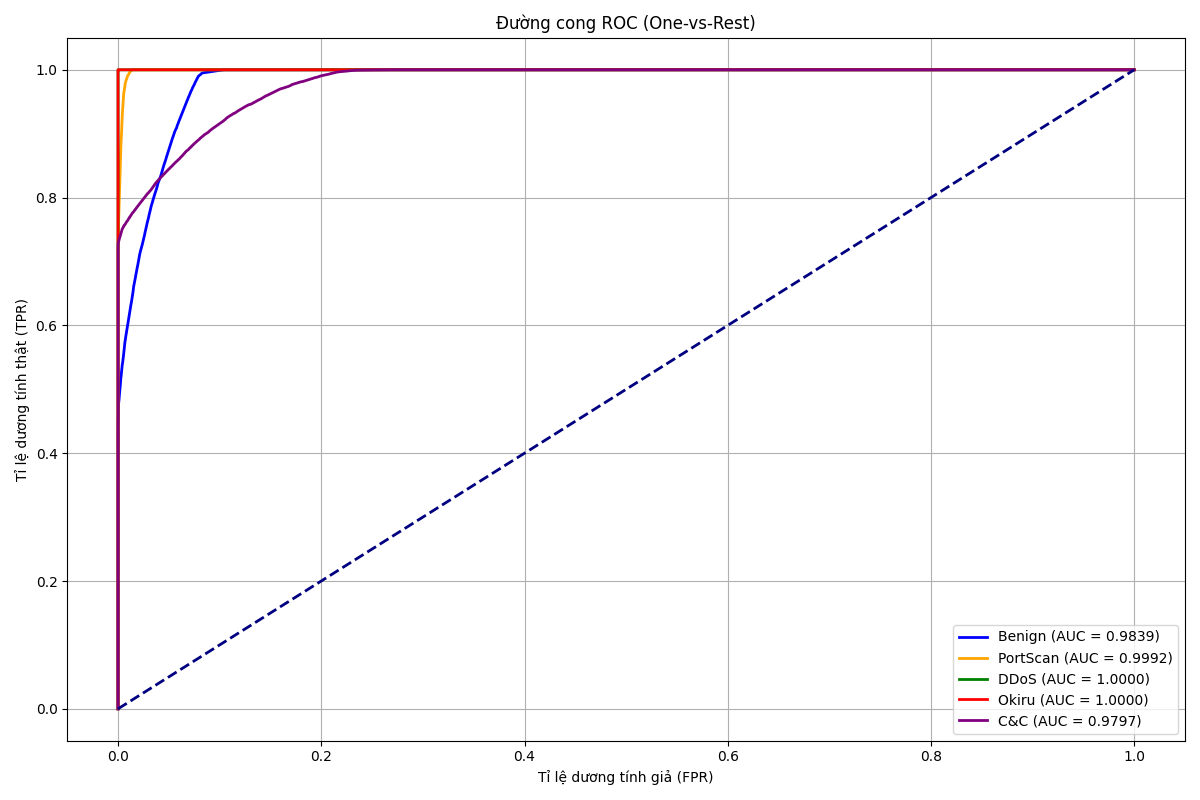 Đường cong ROC (One-vs-Rest)
Tỉ lệ dương tính thật (TPR)
1.0
0.8
0.6
0.4
0.2
0.0
0.0
0.2
0.4
0.6
0.8
1.0
Tỉ lệ dương tính giả (FPR)
Benign (AUC = 0.9839)
PortScan (AUC = 0.9992)
DDoS (AUC = 1.0000)
Okiru (AUC = 1.0000)
C&C (AUC = 0.9797)